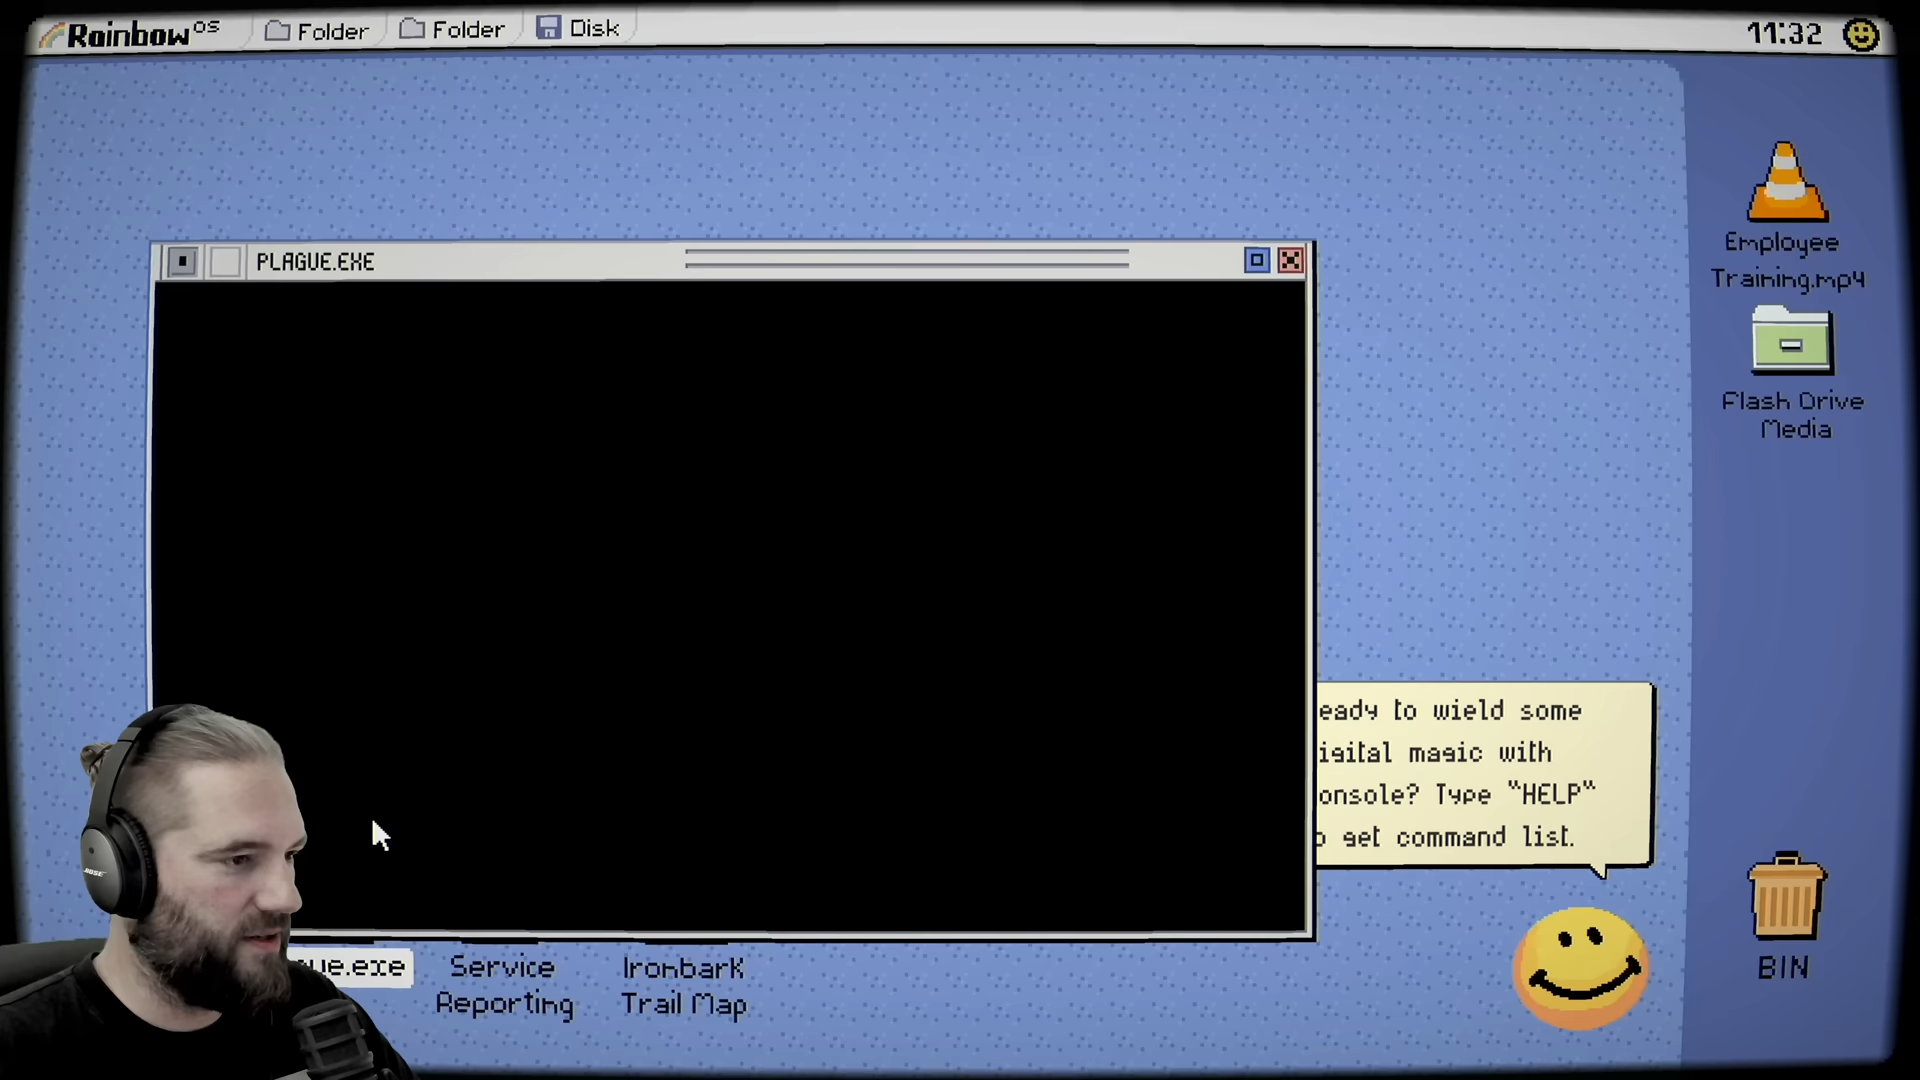 Rainbow OS
Folder
Folder
Disk
11:32
PLAGUE.EXE
Employee
Training.mp4
Flash Drive
Media
eady to wield some
igital magic with
onsole? Type "HELP"
o get command list.
ue.exe
Service
Reporting
Ironbark
Trail Map
BIN
BOSE